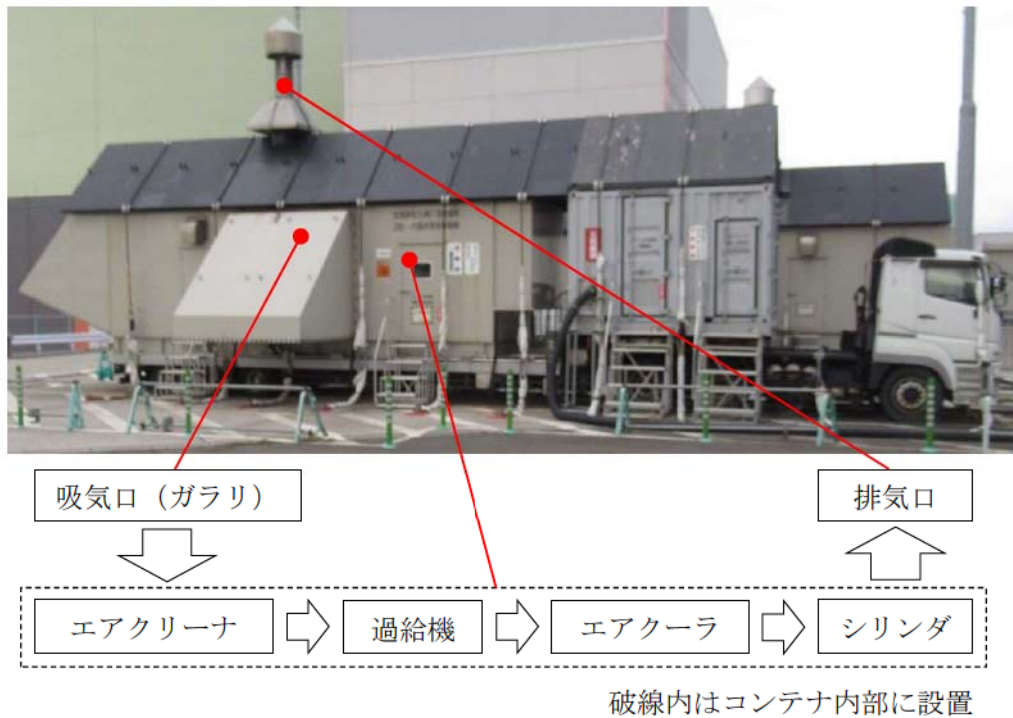 吸気口（ガラリ）
排気口
エアクリーナ
過給機
エアクーラ
シリンダ
破線内はコンテナ内部に設置